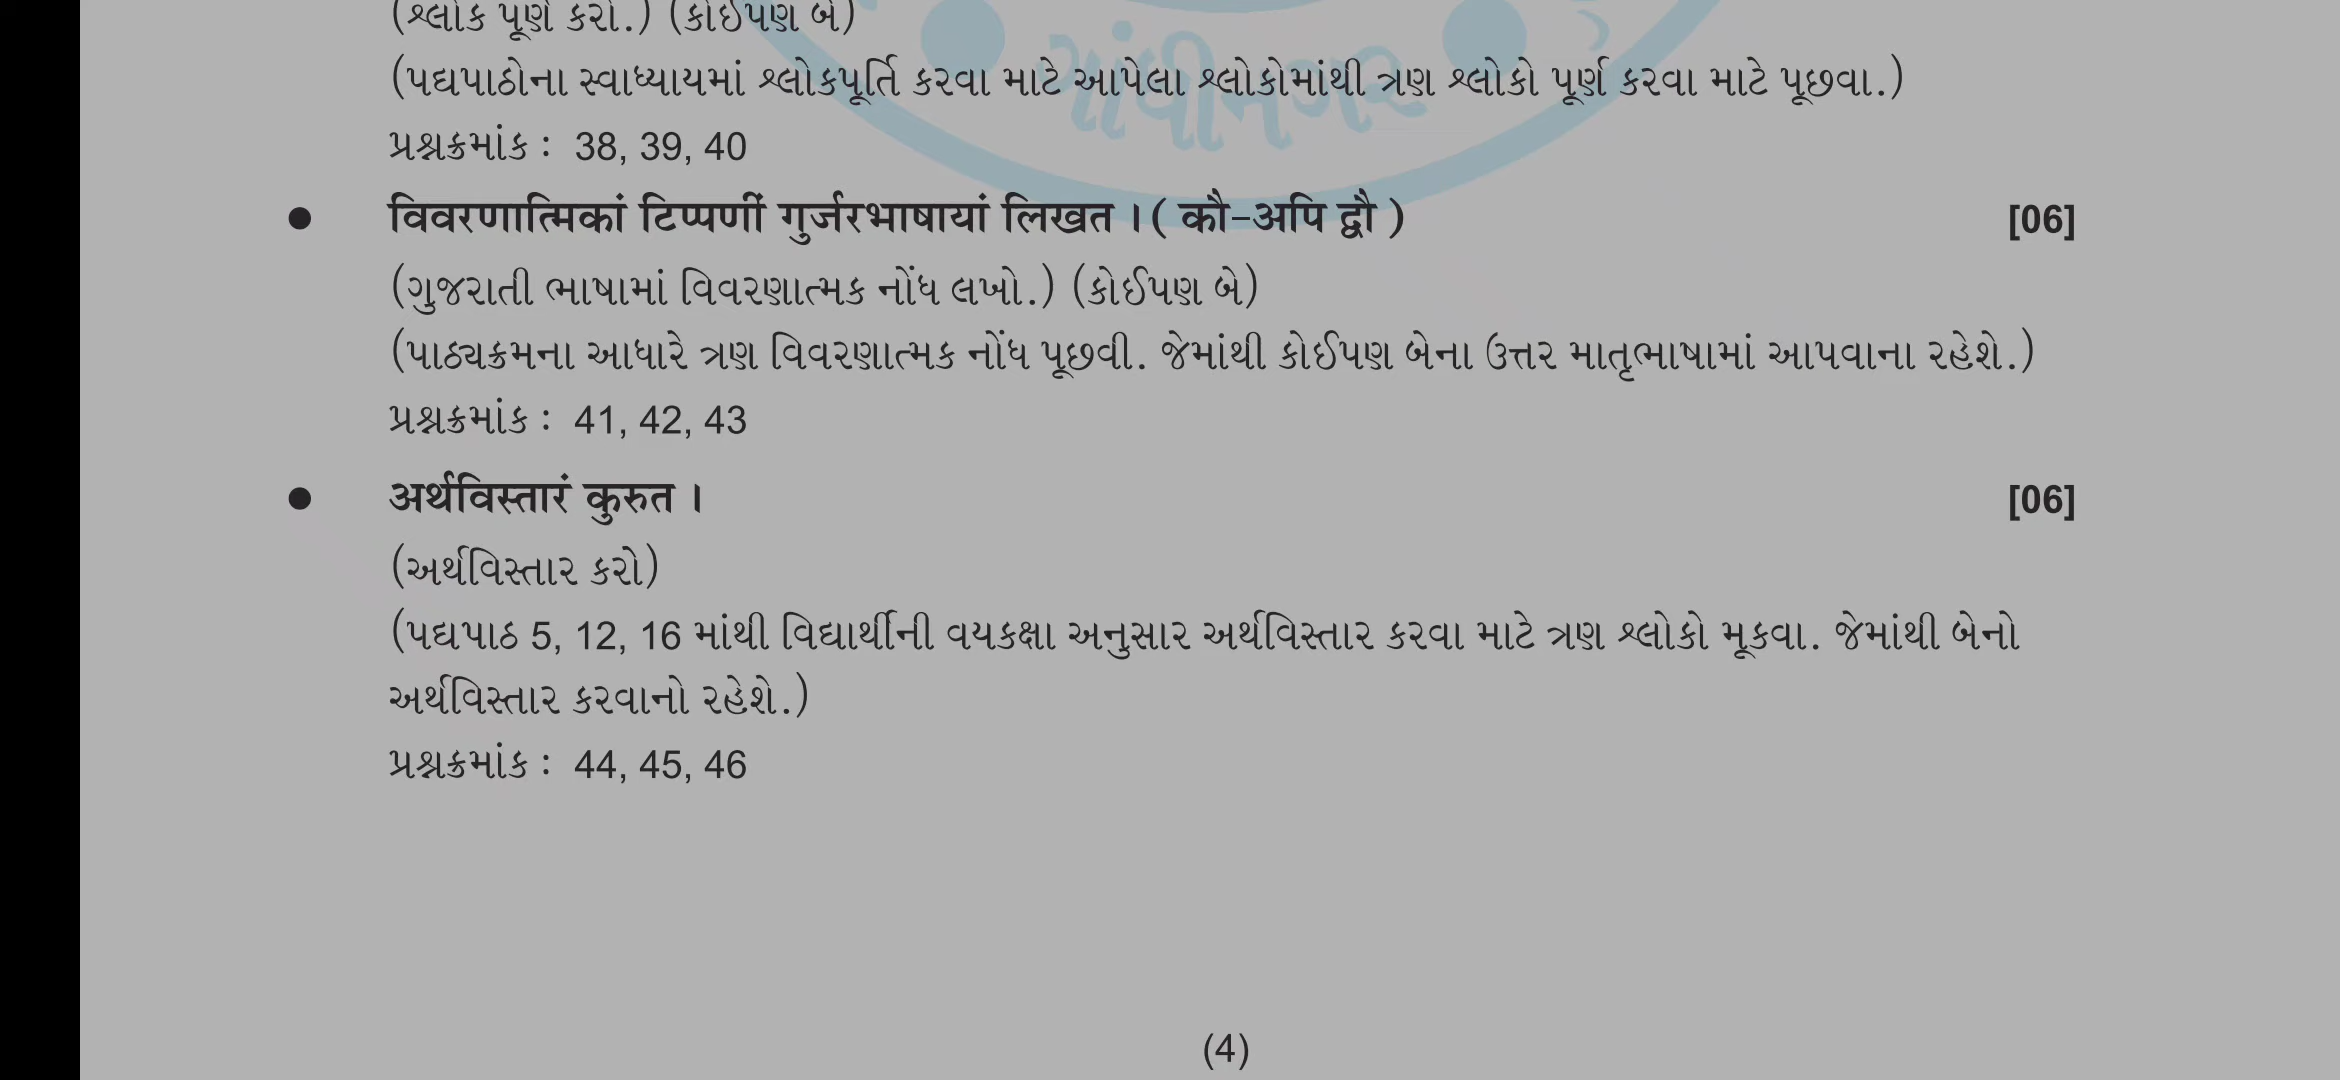 (શ્લોક પૂર્ણ કરો.) (કોઈપણ બે)
(પદ્યપાઠોના સ્વાધ્યાયમાં શ્લોકપૂર્તિ કરવા માટે આપેલા શ્લોકોમાંથી ત્રણ શ્લોકો પૂર્ણ કરવા માટે પૂછવા.)
ગાંધીનગર
પ્રશ્નક્રમાંક : 38, 39, 40
● विवरणात्मिकां टिप्पणीं गुर्जरभाषायां लिखत । ( कौ-अपि द्वौ ) [06]
(ગુજરાતી ભાષામાં વિવરણાત્મક નોંધ લખો.) (કોઈપણ બે)
(પાઠ્યક્રમના આધારે ત્રણ વિવરણાત્મક નોંધ પૂછવી. જેમાંથી કોઈપણ બેના ઉત્તર માતૃભાષામાં આપવાના રહેશે.)
પ્રશ્નક્રમાંક : 41, 42, 43
● अर्थविस्तारं कुरुत । [06]
(અર્થવિસ્તાર કરો)
(પદ્યપાઠ 5, 12, 16 માંથી વિદ્યાર્થીની વયકક્ષા અનુસાર અર્થવિસ્તાર કરવા માટે ત્રણ શ્લોકો મૂકવા. જેમાંથી બેનો
અર્થવિસ્તાર કરવાનો રહેશે.)
પ્રશ્નક્રમાંક : 44, 45, 46
(4)